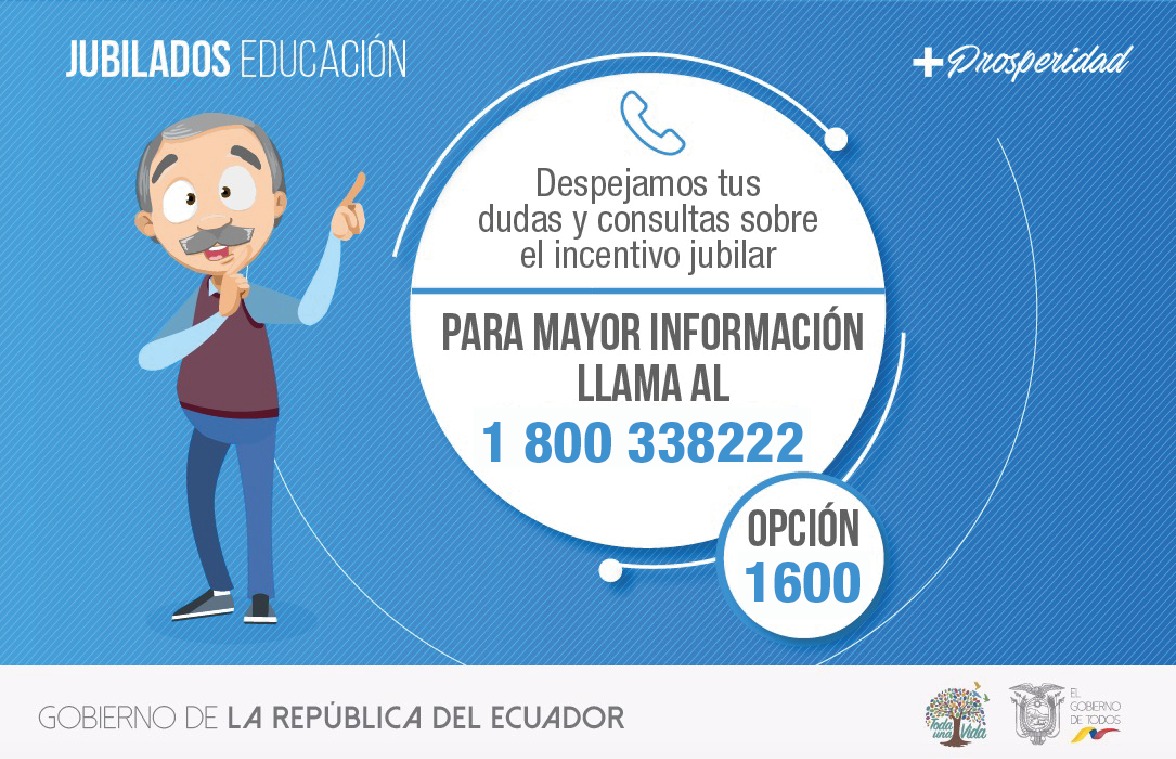 JUBILADOS EDUCACIÓN
+Prosperidad
Despejamos tus
dudas y consultas sobre
el incentivo jubilar
PARA MAYOR INFORMACIÓN
LLAMA AL
1 800 338222
OPCIÓN
1600
GOBIERNO DE LA REPÚBLICA DEL ECUADOR
Toda
una Vida
EL
GOBIERNO
DE TODOS